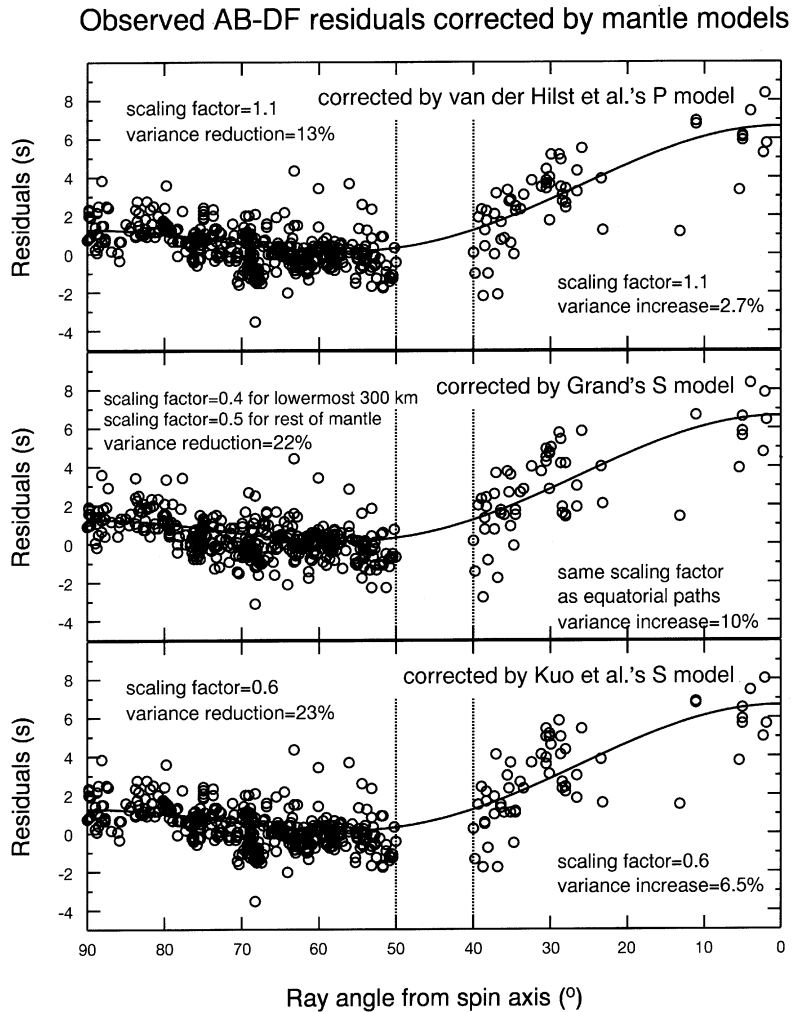 Observed AB-DF residuals corrected by mantle models
corrected by van der Hilst et al.'s P model
scaling factor=1.1
variance reduction=13%
8
6
4
2
0
-2
-4
Residuals (s)
scaling factor=1.1
variance increase=2.7%
corrected by Grand's S model
scaling factor=0.4 for lowermost 300 km
scaling factor=0.5 for rest of mantle
variance reduction=22%
8
6
4
2
0
-2
-4
Residuals (s)
same scaling factor
as equatorial paths
variance increase=10%
corrected by Kuo et al.'s S model
scaling factor=0.6
variance reduction=23%
8
6
4
2
0
-2
-4
Residuals (s)
scaling factor=0.6
variance increase=6.5%
90 80 70 60 50 40 30 20 10 0
Ray angle from spin axis (º)